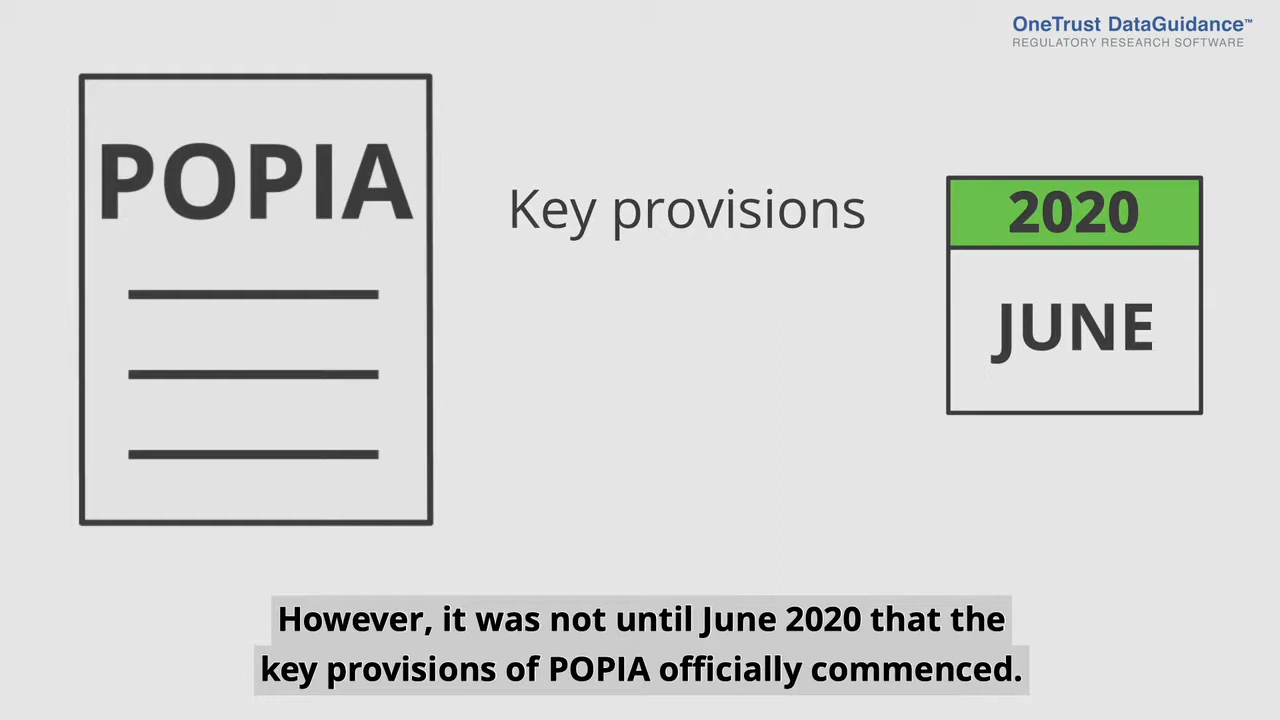 OneTrust DataGuidance™
REGULATORY RESEARCH SOFTWARE
POPIA
Key provisions
2020
JUNE
However, it was not until June 2020 that the
key provisions of POPIA officially commenced.